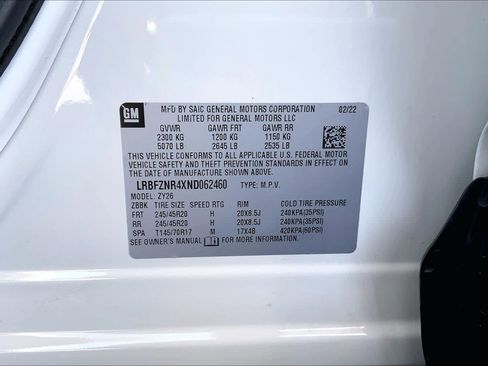 GM
MFD BY SAIC GENERAL MOTORS CORPORATION 02/22
LIMITED FOR GENERAL MOTORS LLC
GVWR GAWR FRT GAWR RR
2300 KG 1200 KG 1150 KG
5070 LB 2645 LB 2535 LB
THIS VEHICLE CONFORMS TO ALL APPLICABLE U.S. FEDERAL MOTOR
VEHICLE SAFETY AND THEFT PREVENTION STANDARDS IN EFFECT
ON THE DATE OF MANUFACTURE SHOWN ABOVE.
LRBFZNR4XND062460 TYPE: M.P.V.
MODEL: ZY26
ZBBK TIRE SIZE SPEED RTG RIM COLD TIRE PRESSURE
FRT 245/45R20 H 20X8.5J 240KPA(35PSI)
RR 245/45R20 H 20X8.5J 240KPA(35PSI)
SPA T145/70R17 M 17X4B 420KPA(60PSI)
SEE OWNER'S MANUAL FOR MORE INFORMATION.